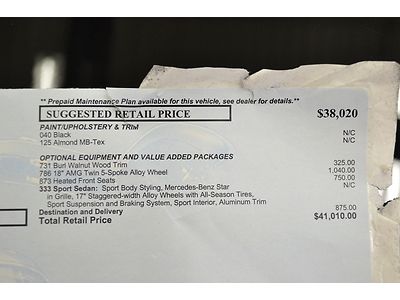 ** Prepaid Maintenance Plan available for this vehicle, see dealer for details.**
SUGGESTED RETAIL PRICE $38,020
PAINT/UPHOLSTERY & TRIM
040 Black N/C
125 Almond MB-Tex N/C
OPTIONAL EQUIPMENT AND VALUE ADDED PACKAGES
731 Burl Walnut Wood Trim 325.00
786 18" AMG Twin 5-Spoke Alloy Wheel 1,040.00
873 Heated Front Seats 750.00
333 Sport Sedan: Sport Body Styling, Mercedes-Benz Star N/C
in Grille, 17" Staggered-width Alloy Wheels with All-Season Tires,
Sport Suspension and Braking System, Sport Interior, Aluminum Trim
Destination and Delivery 875.00
Total Retail Price $41,010.00